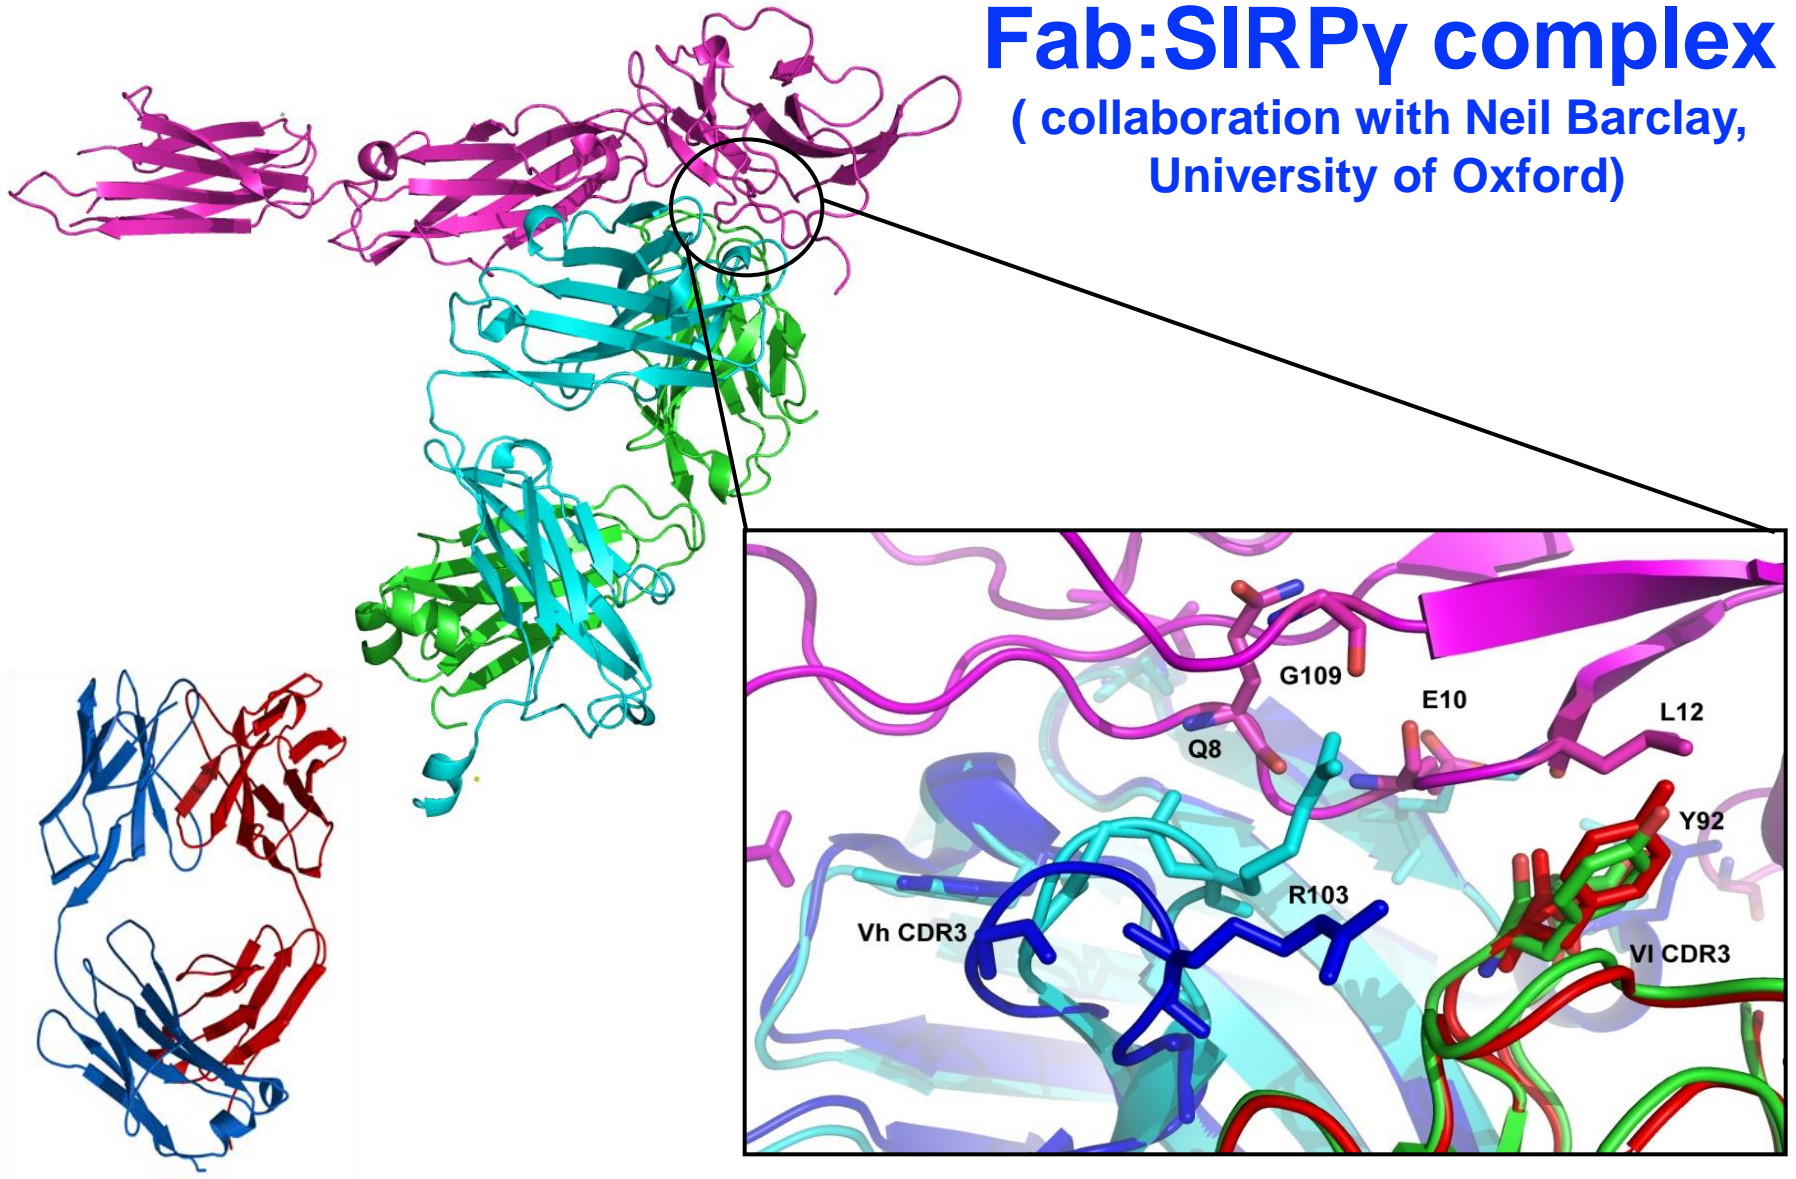 Fab:SIRPγ complex
( collaboration with Neil Barclay,
University of Oxford)
G109
E10
L12
Q8
Y92
R103
Vh CDR3
Vl CDR3